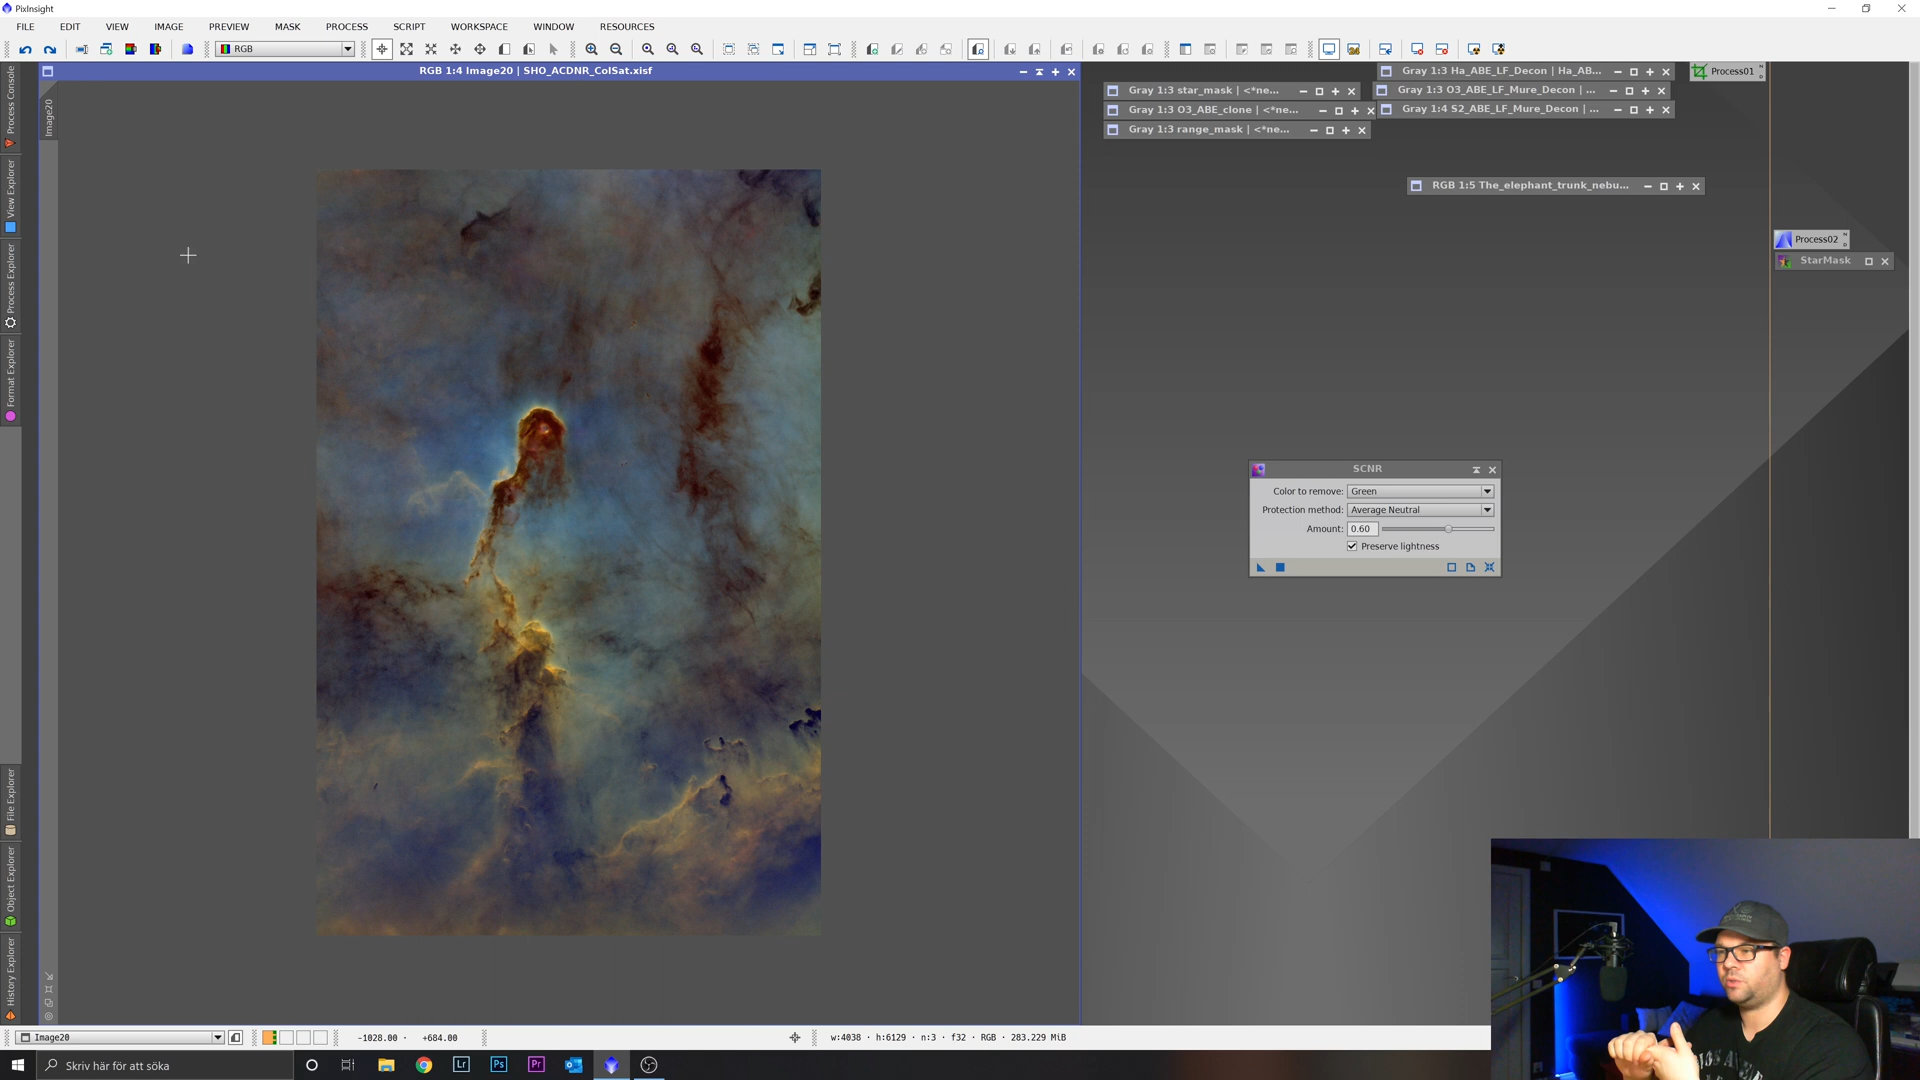 PixInsight
FILE EDIT VIEW IMAGE PREVIEW MASK PROCESS SCRIPT WORKSPACE WINDOW RESOURCES
RGB
RGB 1:4 Image20 | SHO_ACDNR_ColSat.xisf
Image20
Process Console
View Explorer
Process Explorer
Format Explorer
File Explorer
Object Explorer
History Explorer
Gray 1:3 star_mask | <*ne...
Gray 1:3 O3_ABE_clone | <*ne...
Gray 1:3 range_mask | <*ne...
Gray 1:3 Ha_ABE_LF_Decon | Ha_AB...
Gray 1:3 O3_ABE_LF_Mure_Decon | ...
Gray 1:4 S2_ABE_LF_Mure_Decon | ...
Process01
RGB 1:5 The_elephant_trunk_nebu...
Process02
StarMask
SCNR
Color to remove: Green
Protection method: Average Neutral
Amount: 0.60
Preserve lightness
Image20
-1028.00 · +684.00
w:4038 · h:6129 · n:3 · f32 · RGB · 283.229 MiB
Skriv här för att söka
Lr Ps Pr